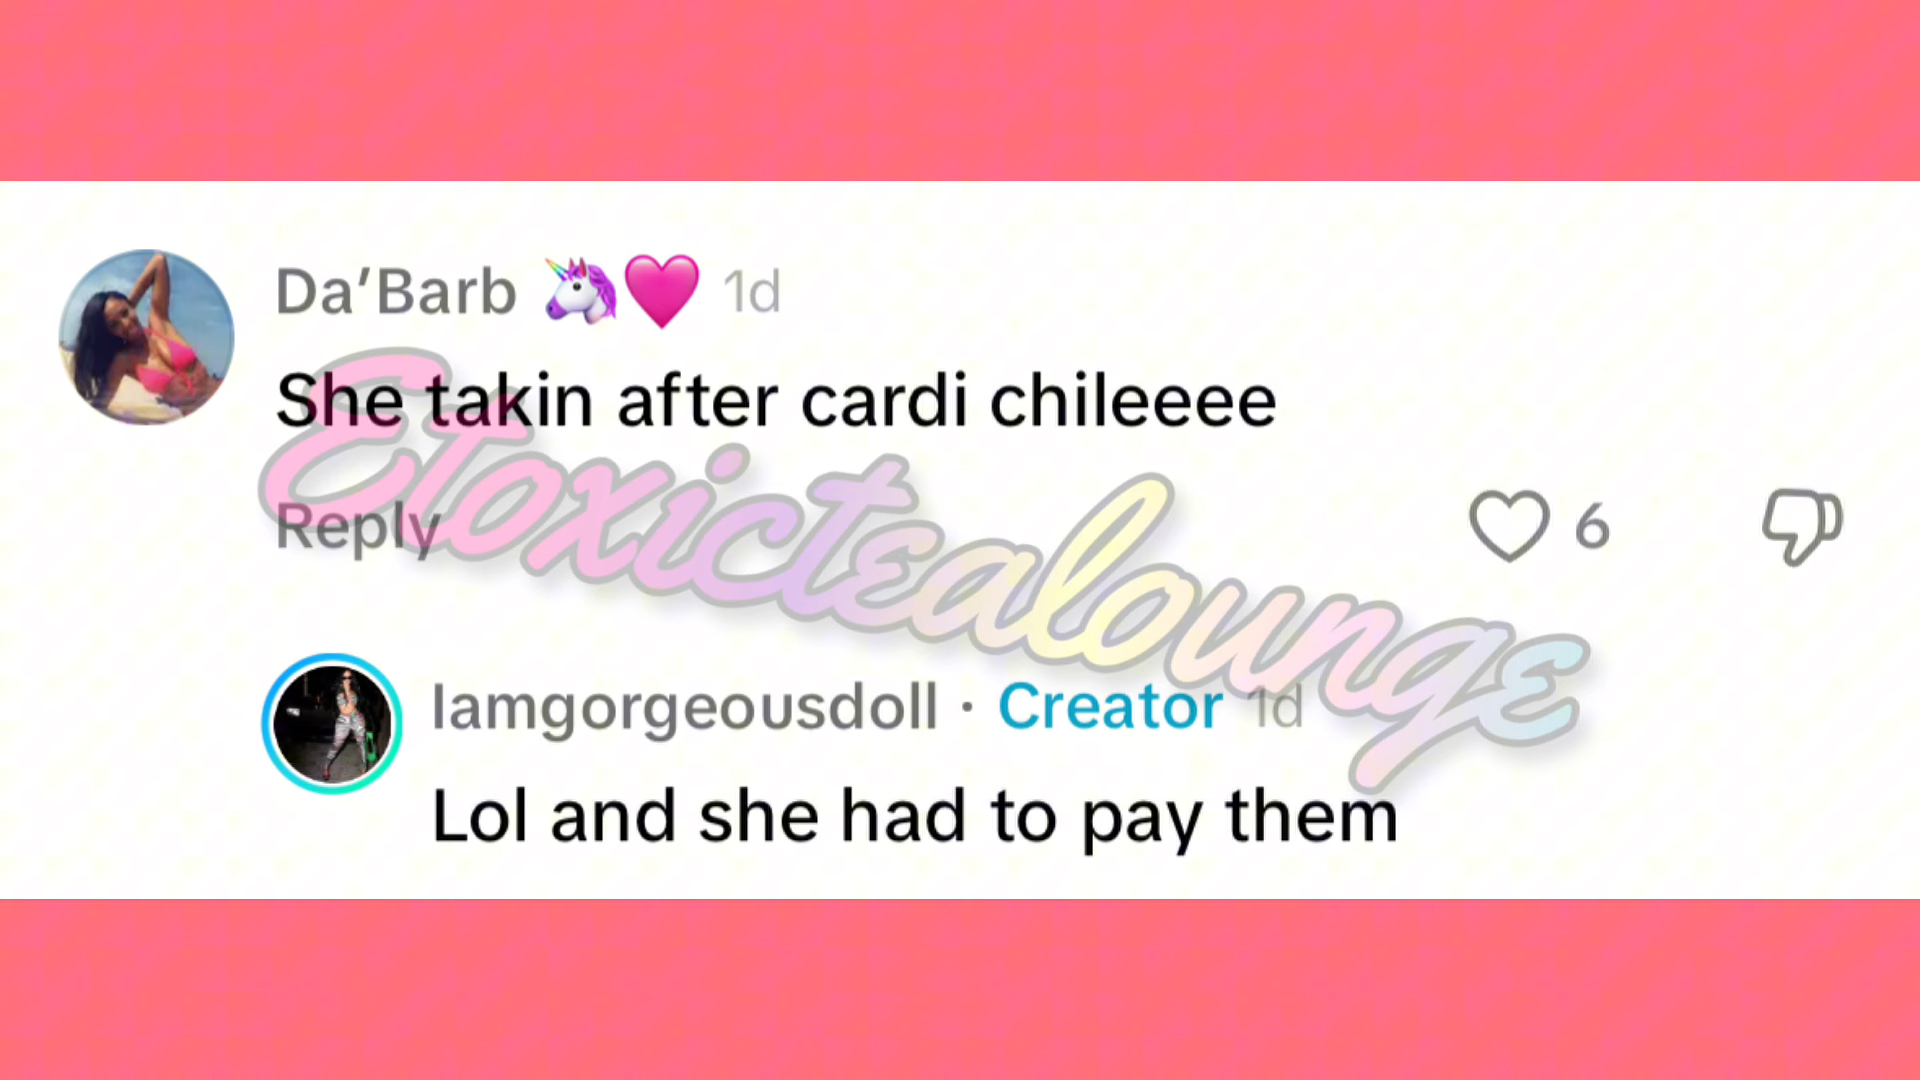 Da’Barb 🦄💗 1d
She takin after cardi chileeee
Etoxictealounge
Reply
6
Iamgorgeousdoll · Creator 1d
Lol and she had to pay them